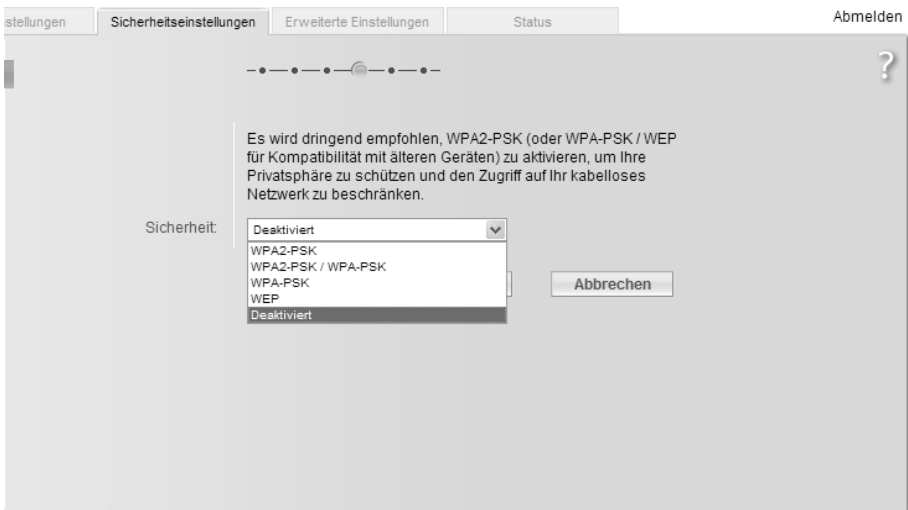 stellungen Sicherheitseinstellungen Erweiterte Einstellungen Status Abmelden
?
Es wird dringend empfohlen, WPA2-PSK (oder WPA-PSK / WEP
für Kompatibilität mit älteren Geräten) zu aktivieren, um Ihre
Privatsphäre zu schützen und den Zugriff auf Ihr kabelloses
Netzwerk zu beschränken.
Sicherheit: Deaktiviert
WPA2-PSK
WPA2-PSK / WPA-PSK
WPA-PSK
WEP
Deaktiviert
Abbrechen